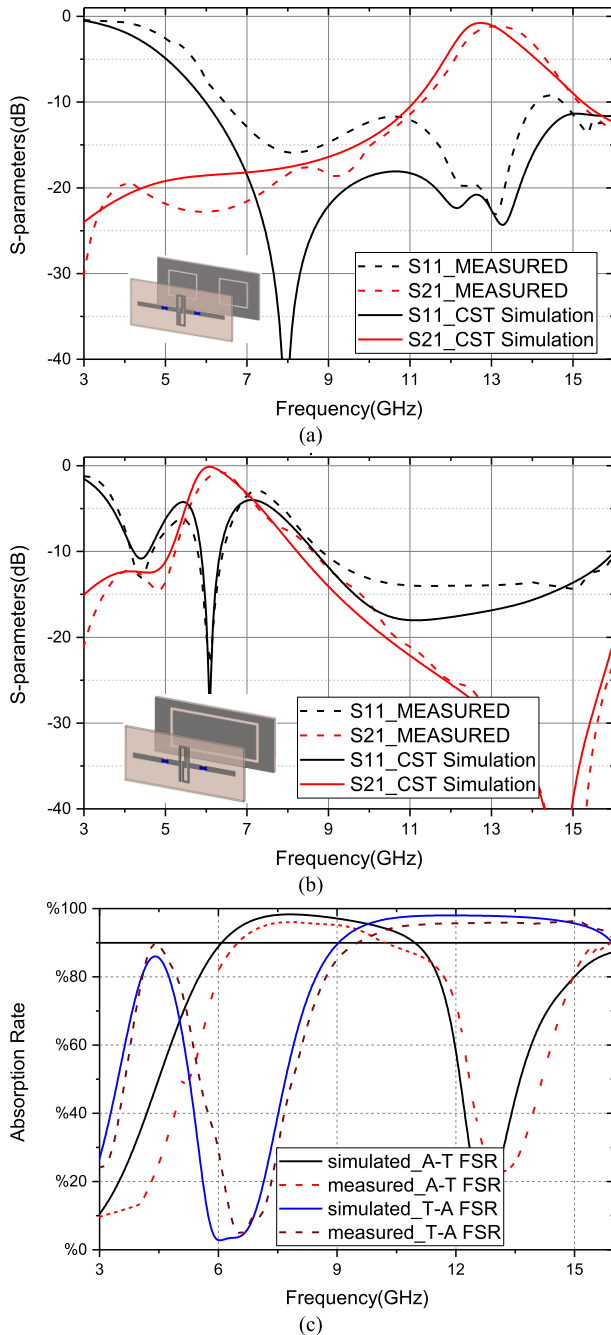 0
-10
-20
-30
-40
S-parameters(dB)
S11_MEASURED
S21_MEASURED
S11_CST Simulation
S21_CST Simulation
3 5 7 9 11 13 15
Frequency(GHz)
(a)
0
-10
-20
-30
-40
S-parameters(dB)
S11_MEASURED
S21_MEASURED
S11_CST Simulation
S21_CST Simulation
3 5 7 9 11 13 15
Frequency(GHz)
(b)
%100
%80
%60
%40
%20
%0
Absorption Rate
simulated_A-T FSR
measured_A-T FSR
simulated_T-A FSR
measured_T-A FSR
3 6 9 12 15
Frequency(GHz)
(c)